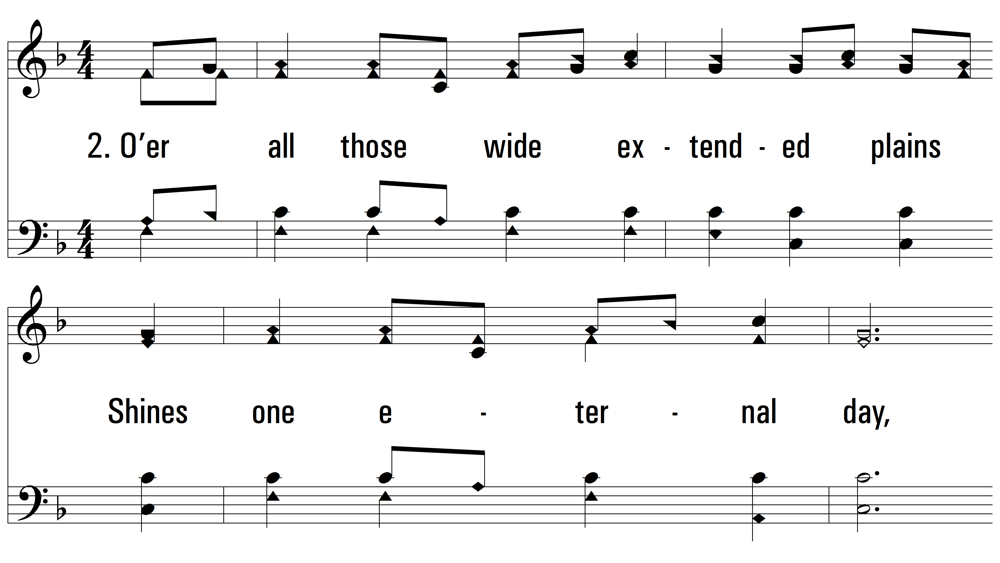 2. O’er all those wide ex - tend - ed plains
Shines one e - ter - nal day,